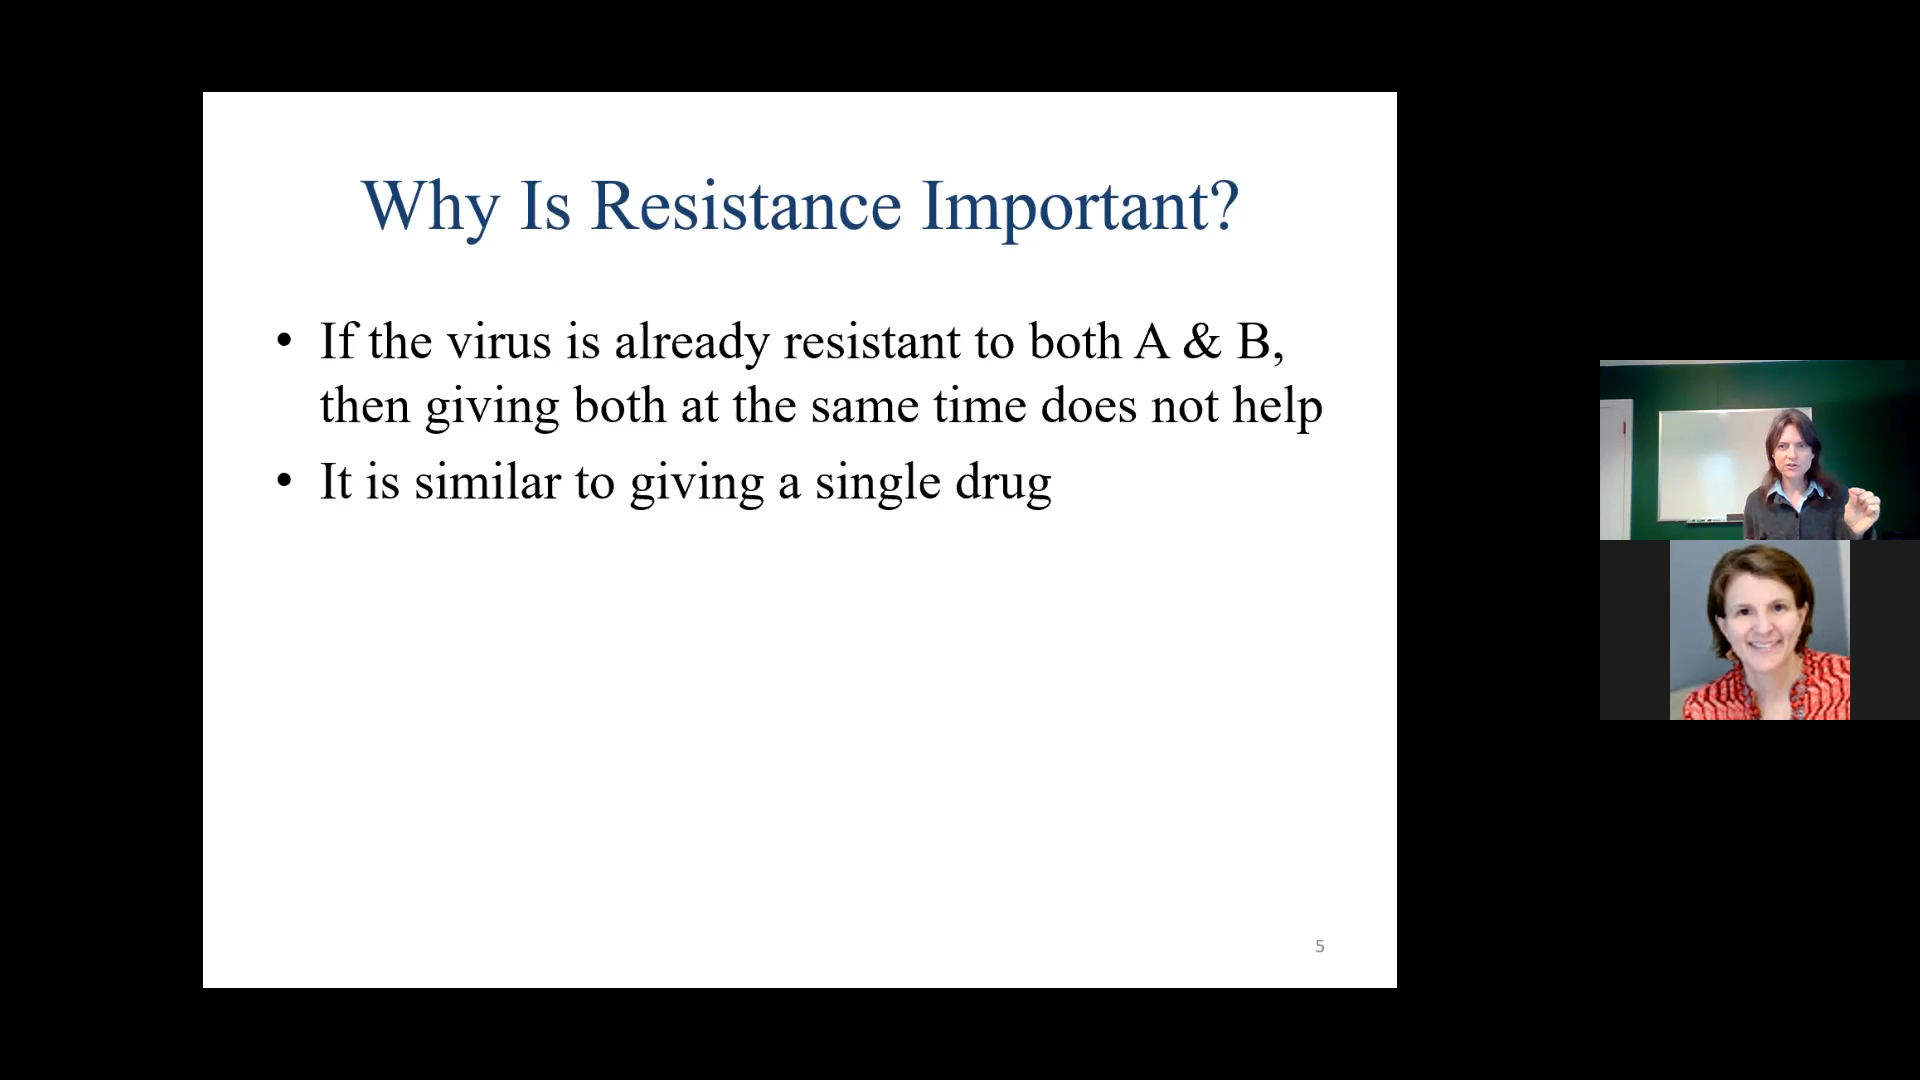 Why Is Resistance Important?
• If the virus is already resistant to both A & B,
then giving both at the same time does not help
• It is similar to giving a single drug
5